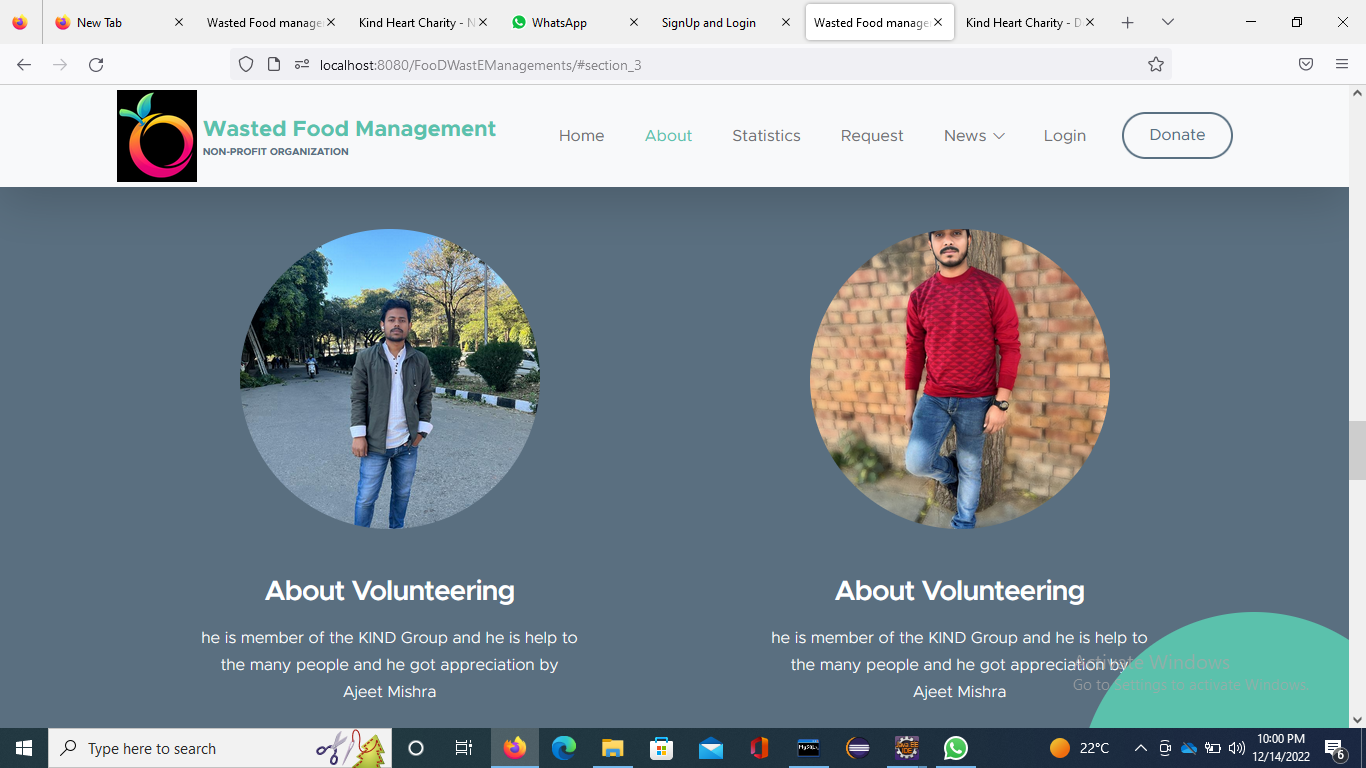 New Tab
Wasted Food manage
Kind Heart Charity - N
WhatsApp
SignUp and Login
Wasted Food manage
Kind Heart Charity - D
localhost:8080/FooDWastEManagements/#section_3
Wasted Food Management
NON-PROFIT ORGANIZATION
Home
About
Statistics
Request
News
Login
Donate
About Volunteering
he is member of the KIND Group and he is help to
the many people and he got appreciation by
Ajeet Mishra
About Volunteering
he is member of the KIND Group and he is help to
the many people and he got appreciation by
Ajeet Mishra
Activate Windows
Go to Settings to activate Windows.
Type here to search
MySQL
22°C
10:00 PM
12/14/2022
6